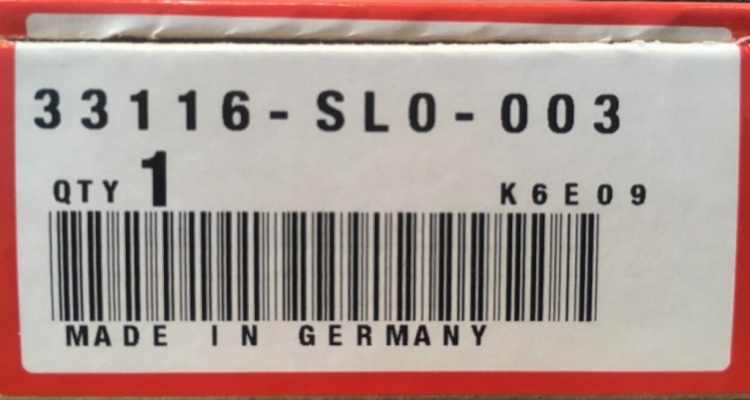 33116-SL0-003
QTY 1 K6E09
MADE IN GERMANY